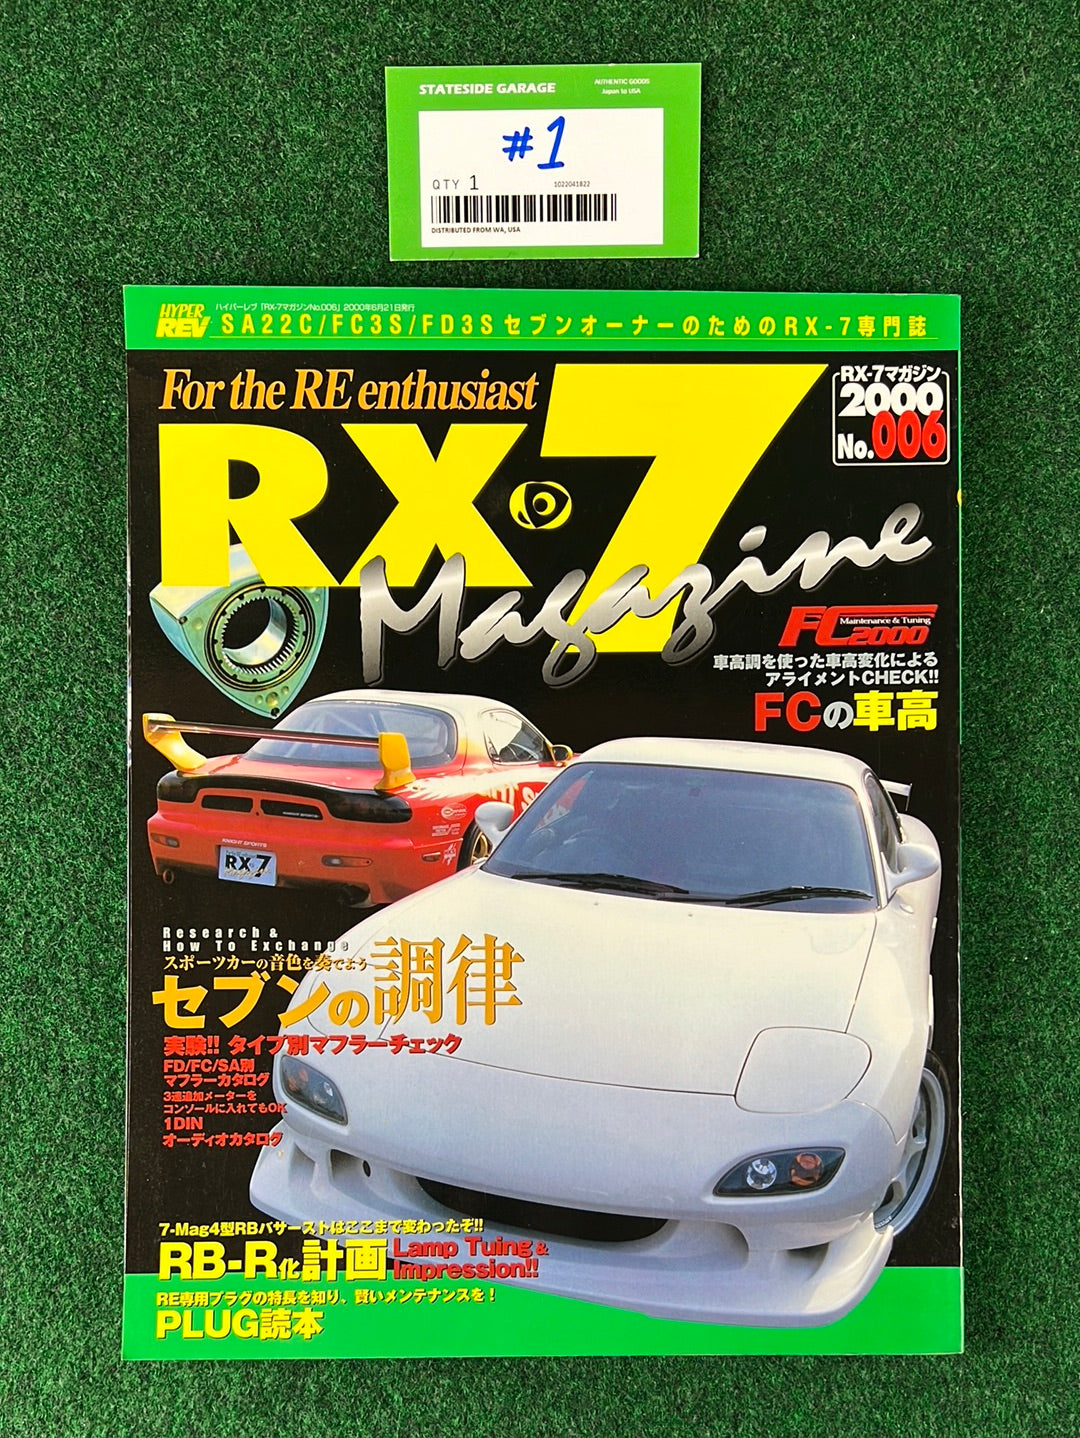 STATESIDE GARAGE
AUTHENTIC GOODS
Japan to USA
#1
QTY 1
1022041822
DISTRIBUTED FROM WA, USA
HYPER REV
ハイパーレブ「RX-7マガジンNo.006」2000年6月21日発行
SA22C/FC3S/FD3SセブンオーナーのためのRX-7専門誌
For the RE enthusiast
RX-7マガジン
2000
No.006
RX-7
Magazine
FC Maintenance & Tuning
2000
車高調を使った車高変化による
アライメントCHECK!!
FCの車高
KNIGHT SPORTS
RX-7
Research &
How To Exchange
スポーツカーの音色を奏でよう
セブンの調律
実験!! タイプ別マフラーチェック
FD/FC/SA別
マフラーカタログ
3連追加メーターを
コンソールに入れてもOK
1DIN
オーディオカタログ
7-Mag4型RBバサーストはここまで変わったぞ!!
RB-R化計画 Lamp Tuing &
Impression!!
RE専用プラグの特長を知り、賢いメンテナンスを!
PLUG読本